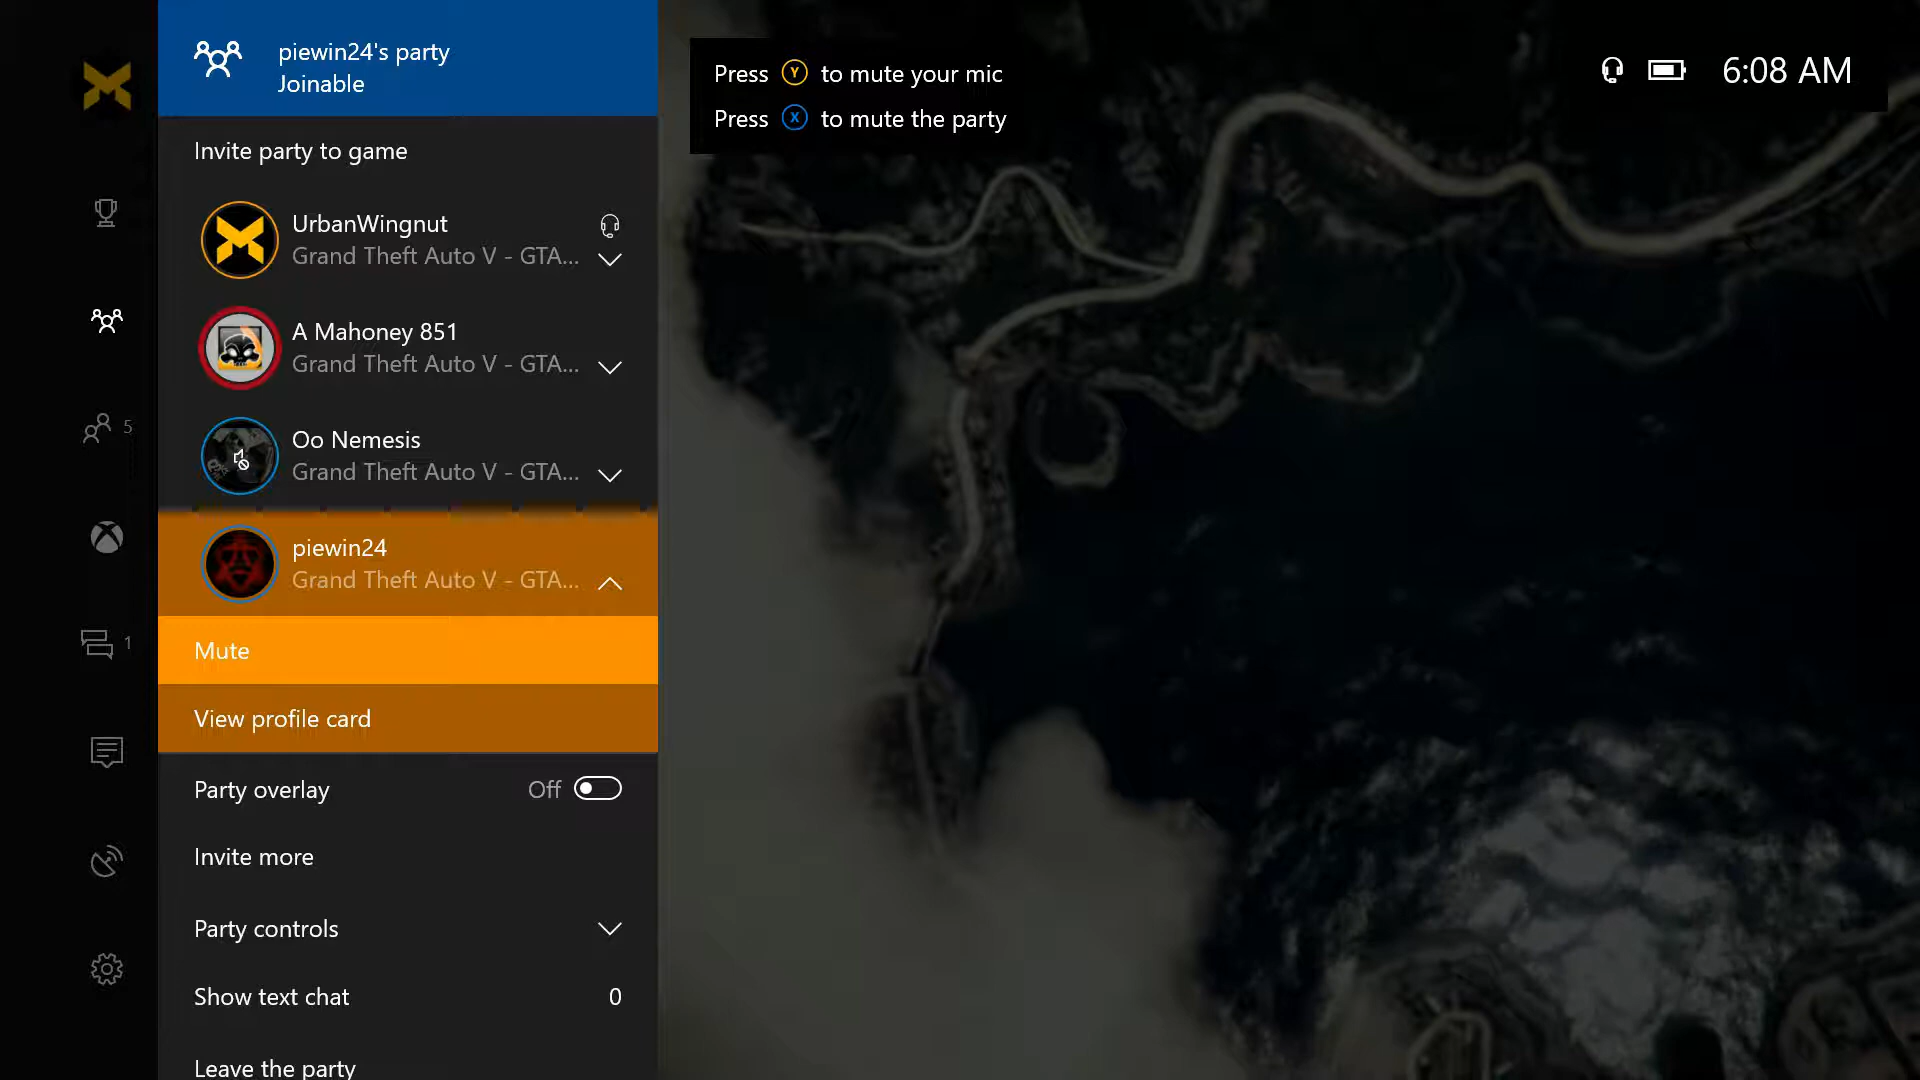 piewin24's party
Joinable
Press Y to mute your mic
Press X to mute the party
6:08 AM
Invite party to game
UrbanWingnut
Grand Theft Auto V - GTA...
A Mahoney 851
Grand Theft Auto V - GTA...
5
Oo Nemesis
Grand Theft Auto V - GTA...
piewin24
Grand Theft Auto V - GTA...
1
Mute
View profile card
Party overlay Off
Invite more
Party controls
Show text chat 0
Leave the party